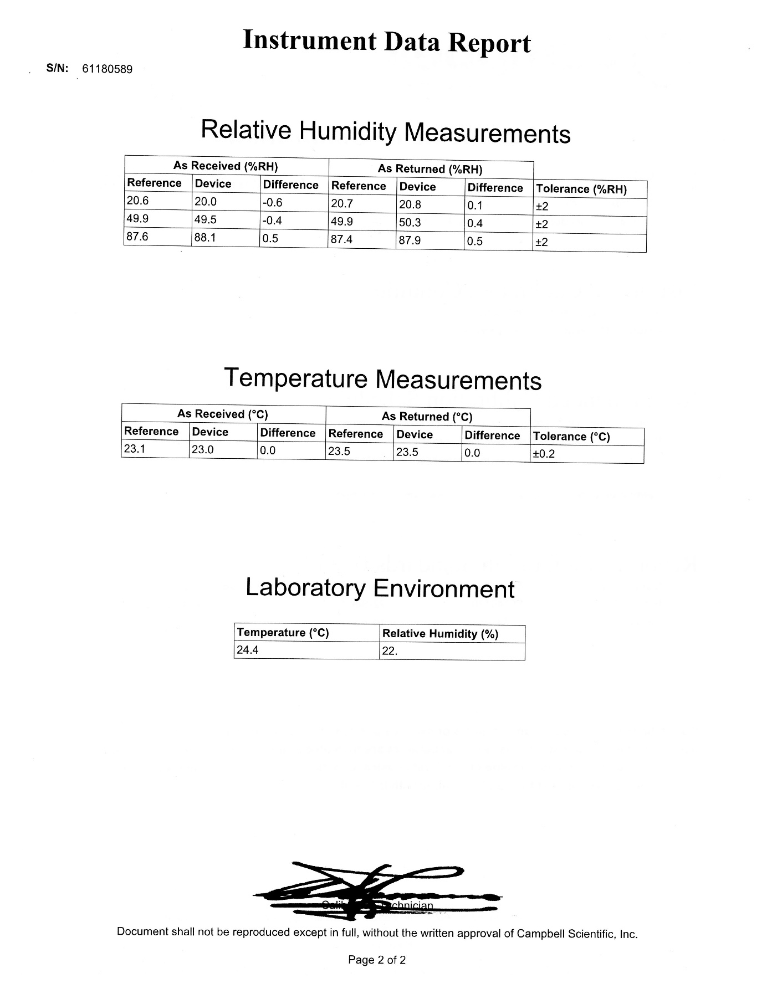 Instrument Data Report
S/N: 61180589
Relative Humidity Measurements
As Received (%RH) As Returned (%RH)
Reference Device Difference Reference Device Difference Tolerance (%RH)
20.6 20.0 -0.6 20.7 20.8 0.1 ±2
49.9 49.5 -0.4 49.9 50.3 0.4 ±2
87.6 88.1 0.5 87.4 87.9 0.5 ±2
Temperature Measurements
As Received (°C) As Returned (°C)
Reference Device Difference Reference Device Difference Tolerance (°C)
23.1 23.0 0.0 23.5 23.5 0.0 ±0.2
Laboratory Environment
Temperature (°C) Relative Humidity (%)
24.4 22.
Document shall not be reproduced except in full, without the written approval of Campbell Scientific, Inc.
Page 2 of 2